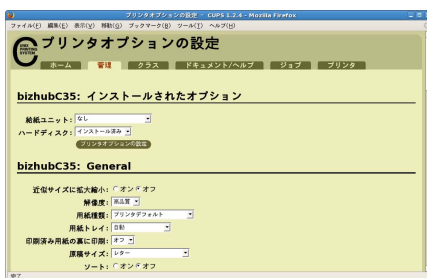 プリンタオプションの設定 - CUPS 1.2.4 - Mozilla Firefox
ファイル(F) 編集(E) 表示(V) 移動(G) ブックマーク(B) ツール(T) ヘルプ(H)
UNIX PRINTING SYSTEM
プリンタオプションの設定
ホーム 管理 クラス ドキュメント/ヘルプ ジョブ プリンタ
bizhubC35: インストールされたオプション
給紙ユニット: なし
ハードディスク: インストール済み
プリンタオプションの設定
bizhubC35: General
近似サイズに拡大縮小: オン オフ
解像度: 高品質
用紙種類: プリンタデフォルト
用紙トレイ: 自動
印刷済み用紙の裏に印刷: オフ
原稿サイズ: レター
ソート: オン オフ
完了